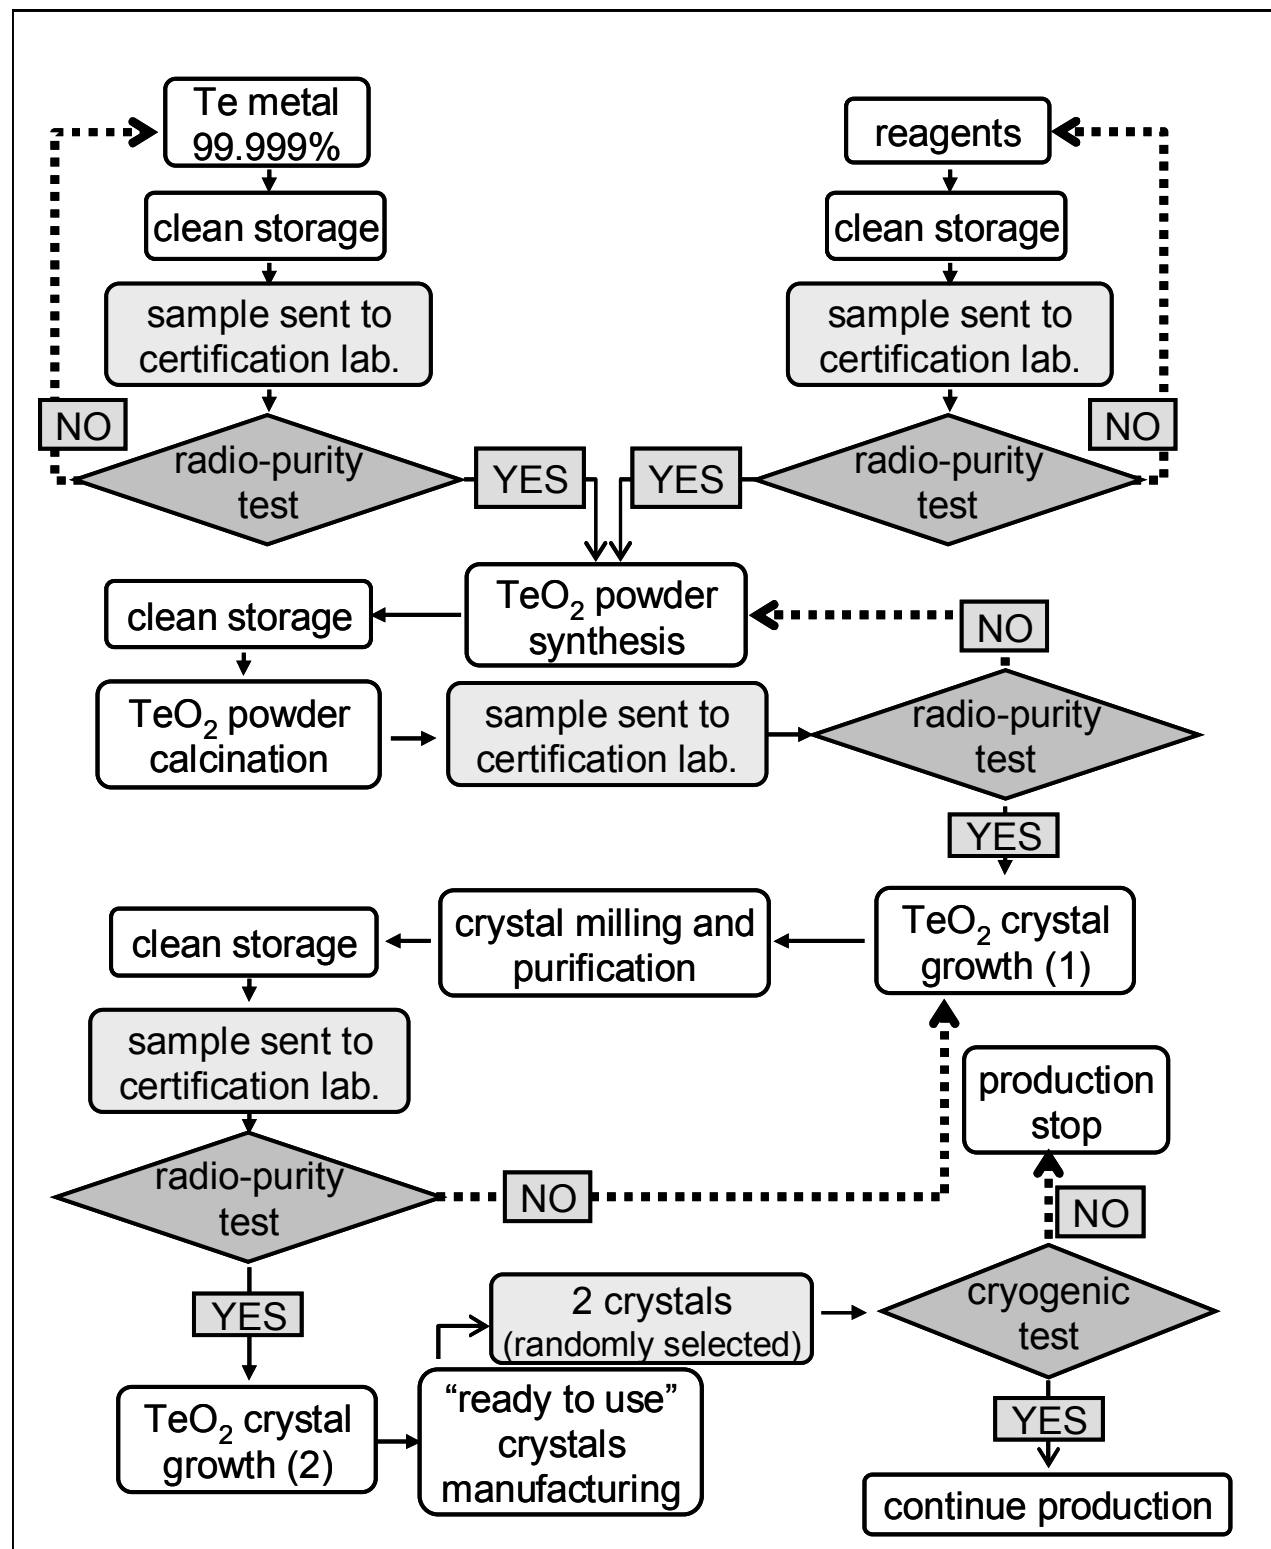 Te metal
99.999%
reagents
clean storage
clean storage
sample sent to
certification lab.
sample sent to
certification lab.
NO
radio-purity
test
YES
YES
radio-purity
test
NO
TeO₂ powder
synthesis
clean storage
NO
TeO₂ powder
calcination
sample sent to
certification lab.
radio-purity
test
YES
TeO₂ crystal
growth (1)
crystal milling and
purification
clean storage
sample sent to
certification lab.
production
stop
radio-purity
test
NO
NO
YES
2 crystals
(randomly selected)
cryogenic
test
TeO₂ crystal
growth (2)
“ready to use”
crystals
manufacturing
YES
continue production